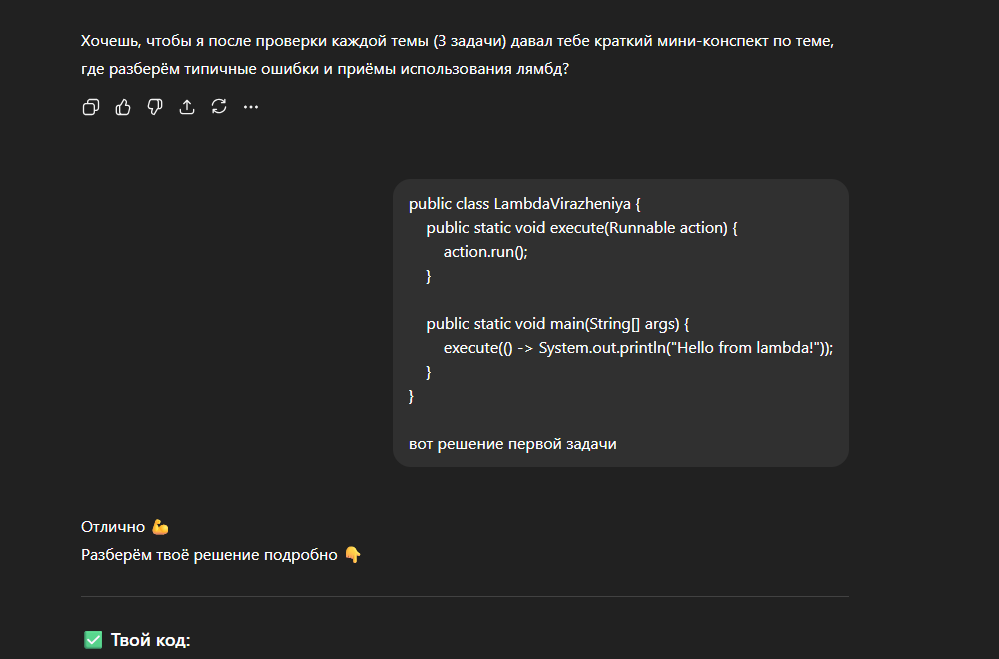 Хочешь, чтобы я после проверки каждой темы (3 задачи) давал тебе краткий мини-конспект по теме,
где разберём типичные ошибки и приёмы использования лямбд?
public class LambdaVirazheniya {
    public static void execute(Runnable action) {
        action.run();
    }

    public static void main(String[] args) {
        execute(() -> System.out.println("Hello from lambda!"));
    }
}

вот решение первой задачи
Отлично 💪
Разберём твоё решение подробно 👇
✅ Твой код: